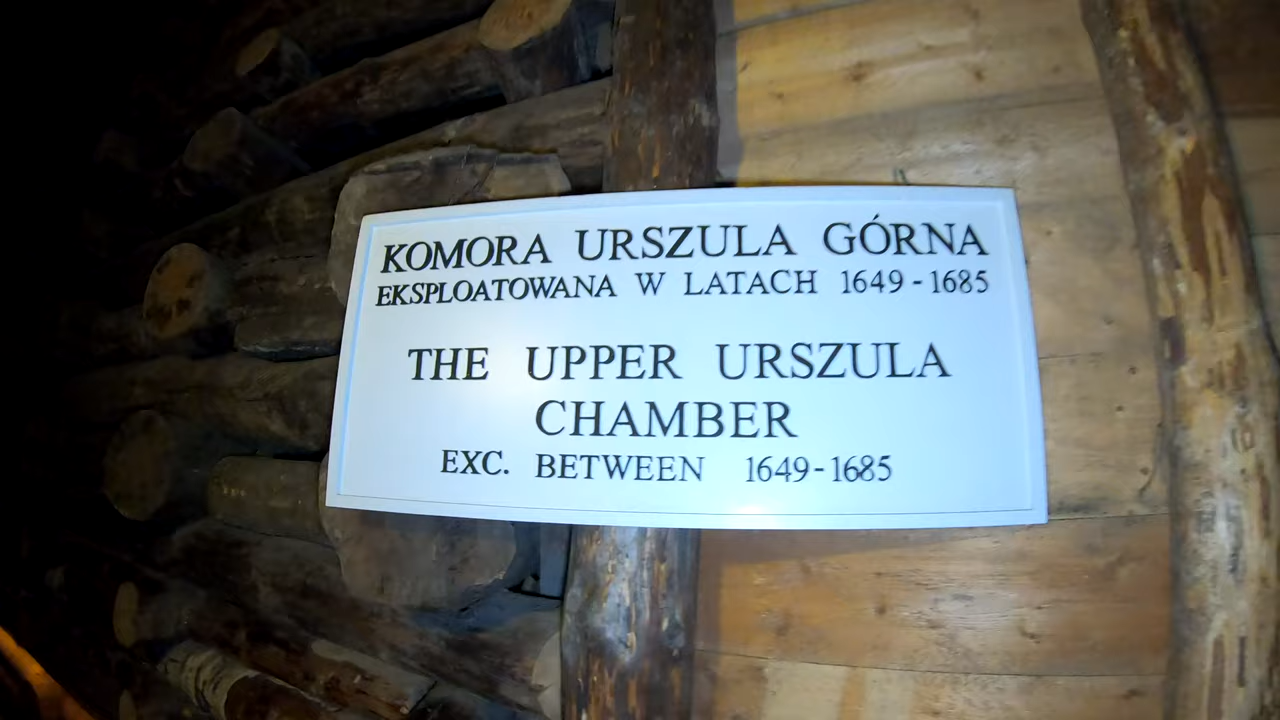 KOMORA URSZULA GÓRNA
EKSPLOATOWANA W LATACH 1649-1685
THE UPPER URSZULA
CHAMBER
EXC. BETWEEN 1649-1685